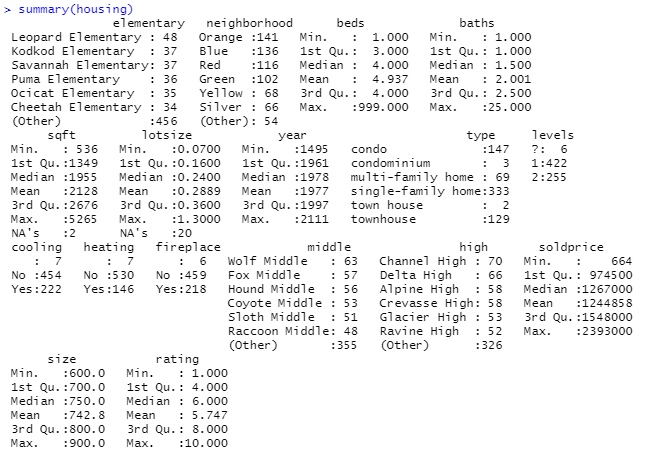 > summary(housing)
elementary neighborhood beds baths
Leopard Elementary : 48 Orange :141 Min. : 1.000 Min. : 1.000
Kodkod Elementary : 37 Blue :136 1st Qu.: 3.000 1st Qu.: 1.000
Savannah Elementary: 37 Red :116 Median : 4.000 Median : 1.500
Puma Elementary : 36 Green :102 Mean : 4.937 Mean : 2.001
Ocicat Elementary : 35 Yellow : 68 3rd Qu.: 4.000 3rd Qu.: 2.500
Cheetah Elementary : 34 Silver : 66 Max. :999.000 Max. :25.000
(Other) :456 (Other): 54
sqft lotsize year type levels
Min. : 536 Min. :0.0700 Min. :1495 condo :147 ?: 6
1st Qu.:1349 1st Qu.:0.1600 1st Qu.:1961 condominium : 3 1:422
Median :1955 Median :0.2400 Median :1978 multi-family home : 69 2:255
Mean :2128 Mean :0.2889 Mean :1977 single-family home:333
3rd Qu.:2676 3rd Qu.:0.3600 3rd Qu.:1997 town house : 2
Max. :5265 Max. :1.3000 Max. :2111 townhouse :129
NA's :2 NA's :20
cooling heating fireplace middle high soldprice
: 7 : 7 : 6 Wolf Middle : 63 Channel High : 70 Min. : 664
No :454 No :530 No :459 Fox Middle : 57 Delta High : 66 1st Qu.: 974500
Yes:222 Yes:146 Yes:218 Hound Middle : 56 Alpine High : 58 Median :1267000
Coyote Middle : 53 Crevasse High: 58 Mean :1244858
Sloth Middle : 51 Glacier High : 53 3rd Qu.:1548000
Raccoon Middle: 48 Ravine High : 52 Max. :2393000
(Other) :355 (Other) :326
size rating
Min. :600.0 Min. : 1.000
1st Qu.:700.0 1st Qu.: 4.000
Median :750.0 Median : 6.000
Mean :742.8 Mean : 5.747
3rd Qu.:800.0 3rd Qu.: 8.000
Max. :900.0 Max. :10.000